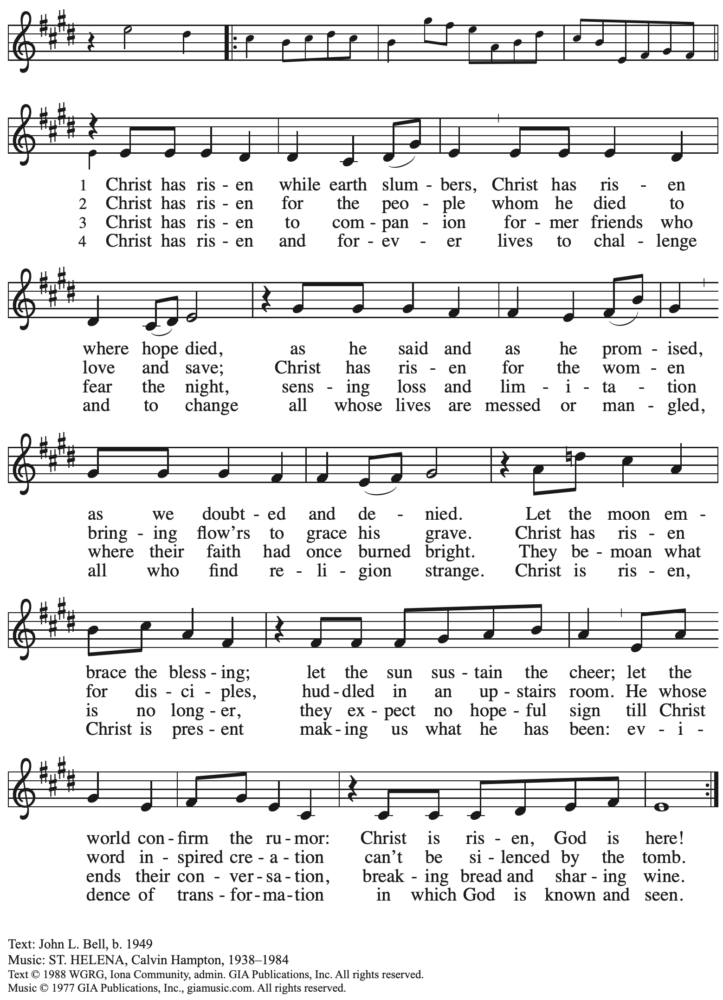 1 Christ has ris - en while earth slum - bers, Christ has ris - en
2 Christ has ris - en for the peo - ple whom he died to
3 Christ has ris - en to com - pan - ion for - mer friends who
4 Christ has ris - en and for - ev - er lives to chal - lenge
where hope died, as he said and as he prom - ised,
love and save; Christ has ris - en for the wom - en
fear the night, sens - ing loss and lim - i - ta - tion
and to change all whose lives are messed or man - gled,
as we doubt - ed and de - nied. Let the moon em -
bring - ing flow’rs to grace his grave. Christ has ris - en
where their faith had once burned bright. They be - moan what
all who find re - li - gion strange. Christ is ris - en,
brace the bless - ing; let the sun sus - tain the cheer; let the
for dis - ci - ples, hud - dled in an up - stairs room. He whose
is no long - er, they ex - pect no hope - ful sign till Christ
Christ is pres - ent mak - ing us what he has been: ev - i -
world con - firm the ru - mor: Christ is ris - en, God is here!
word in - spired cre - a - tion can’t be si - lenced by the tomb.
ends their con - ver - sa - tion, break - ing bread and shar - ing wine.
dence of trans - for - ma - tion in which God is known and seen.
Text: John L. Bell, b. 1949
Music: ST. HELENA, Calvin Hampton, 1938–1984
Text © 1988 WGRG, Iona Community, admin. GIA Publications, Inc. All rights reserved.
Music © 1977 GIA Publications, Inc., giamusic.com. All rights reserved.